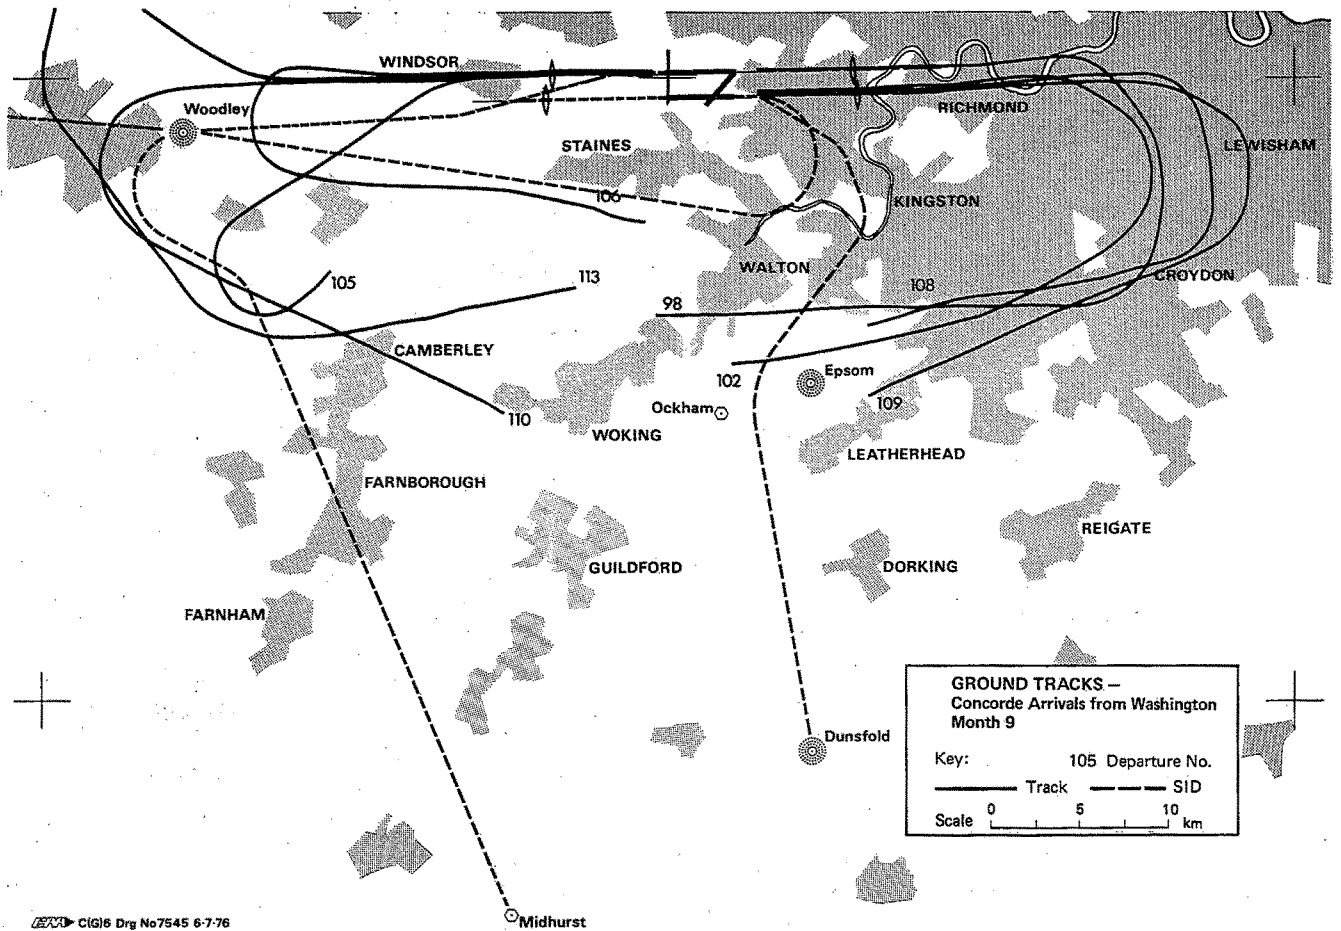 WINDSOR
Woodley
RICHMOND
STAINES
LEWISHAM
106
KINGSTON
WALTON
CROYDON
105
113
108
98
CAMBERLEY
102
Epsom
109
Ockham
110
WOKING
LEATHERHEAD
FARNBOROUGH
REIGATE
GUILDFORD
DORKING
FARNHAM
GROUND TRACKS –
Concorde Arrivals from Washington
Month 9
Key: 105 Departure No.
Track SID
0 5 10
Scale km
Dunsfold
Midhurst
C(G)6 Drg No7545 6·7·76